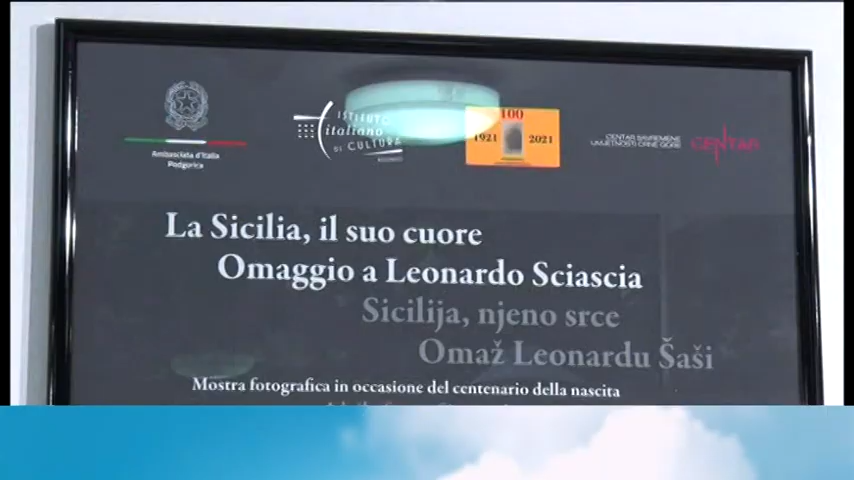 Ambasciata d'Italia
Podgorica
ISTITUTO
italiano
DI CULTURA
100
1921 2021
CENTAR SAVREMENE
UMJETNOSTI CRNE GORE
CENTAR
La Sicilia, il suo cuore
Omaggio a Leonardo Sciascia
Sicilija, njeno srce
Omaž Leonardu Šaši
Mostra fotografica in occasione del centenario della nascita